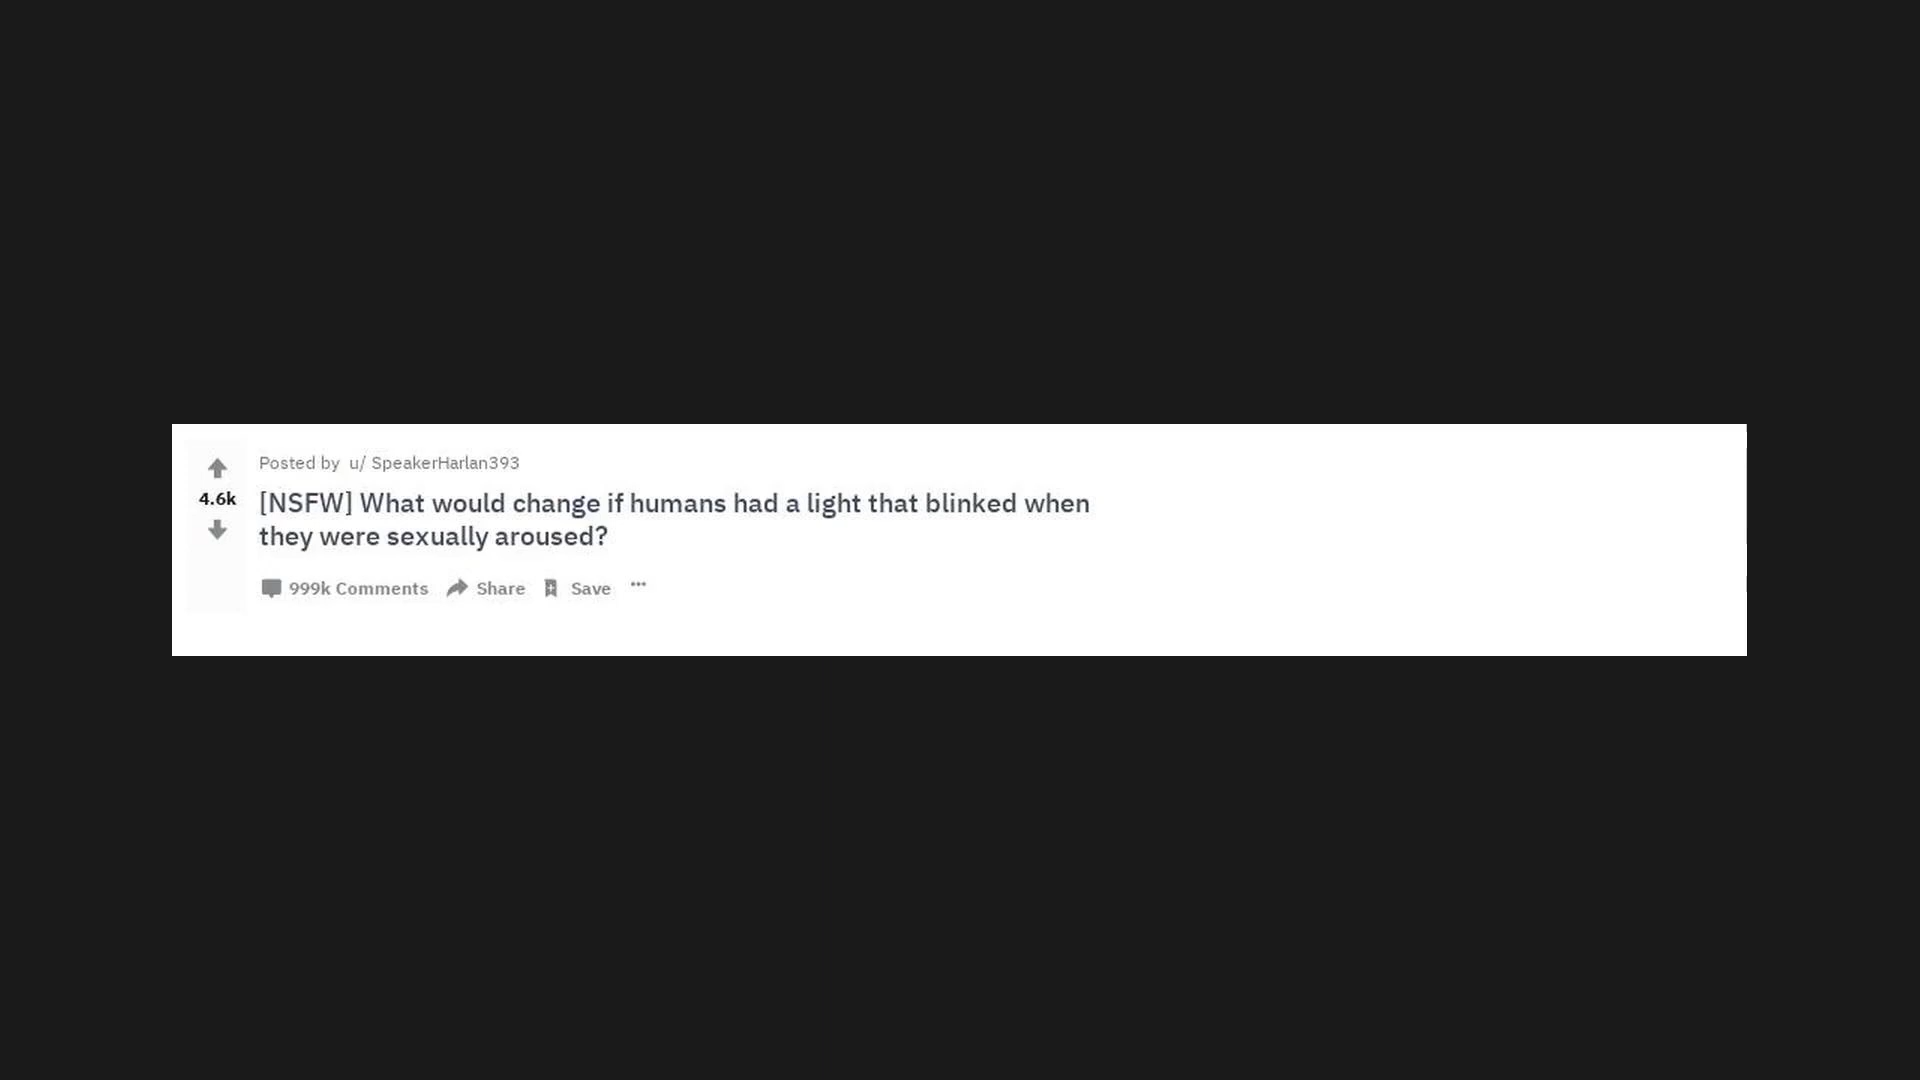 Posted by u/ SpeakerHarlan393
4.6k
[NSFW] What would change if humans had a light that blinked when
they were sexually aroused?
999k Comments Share Save ...